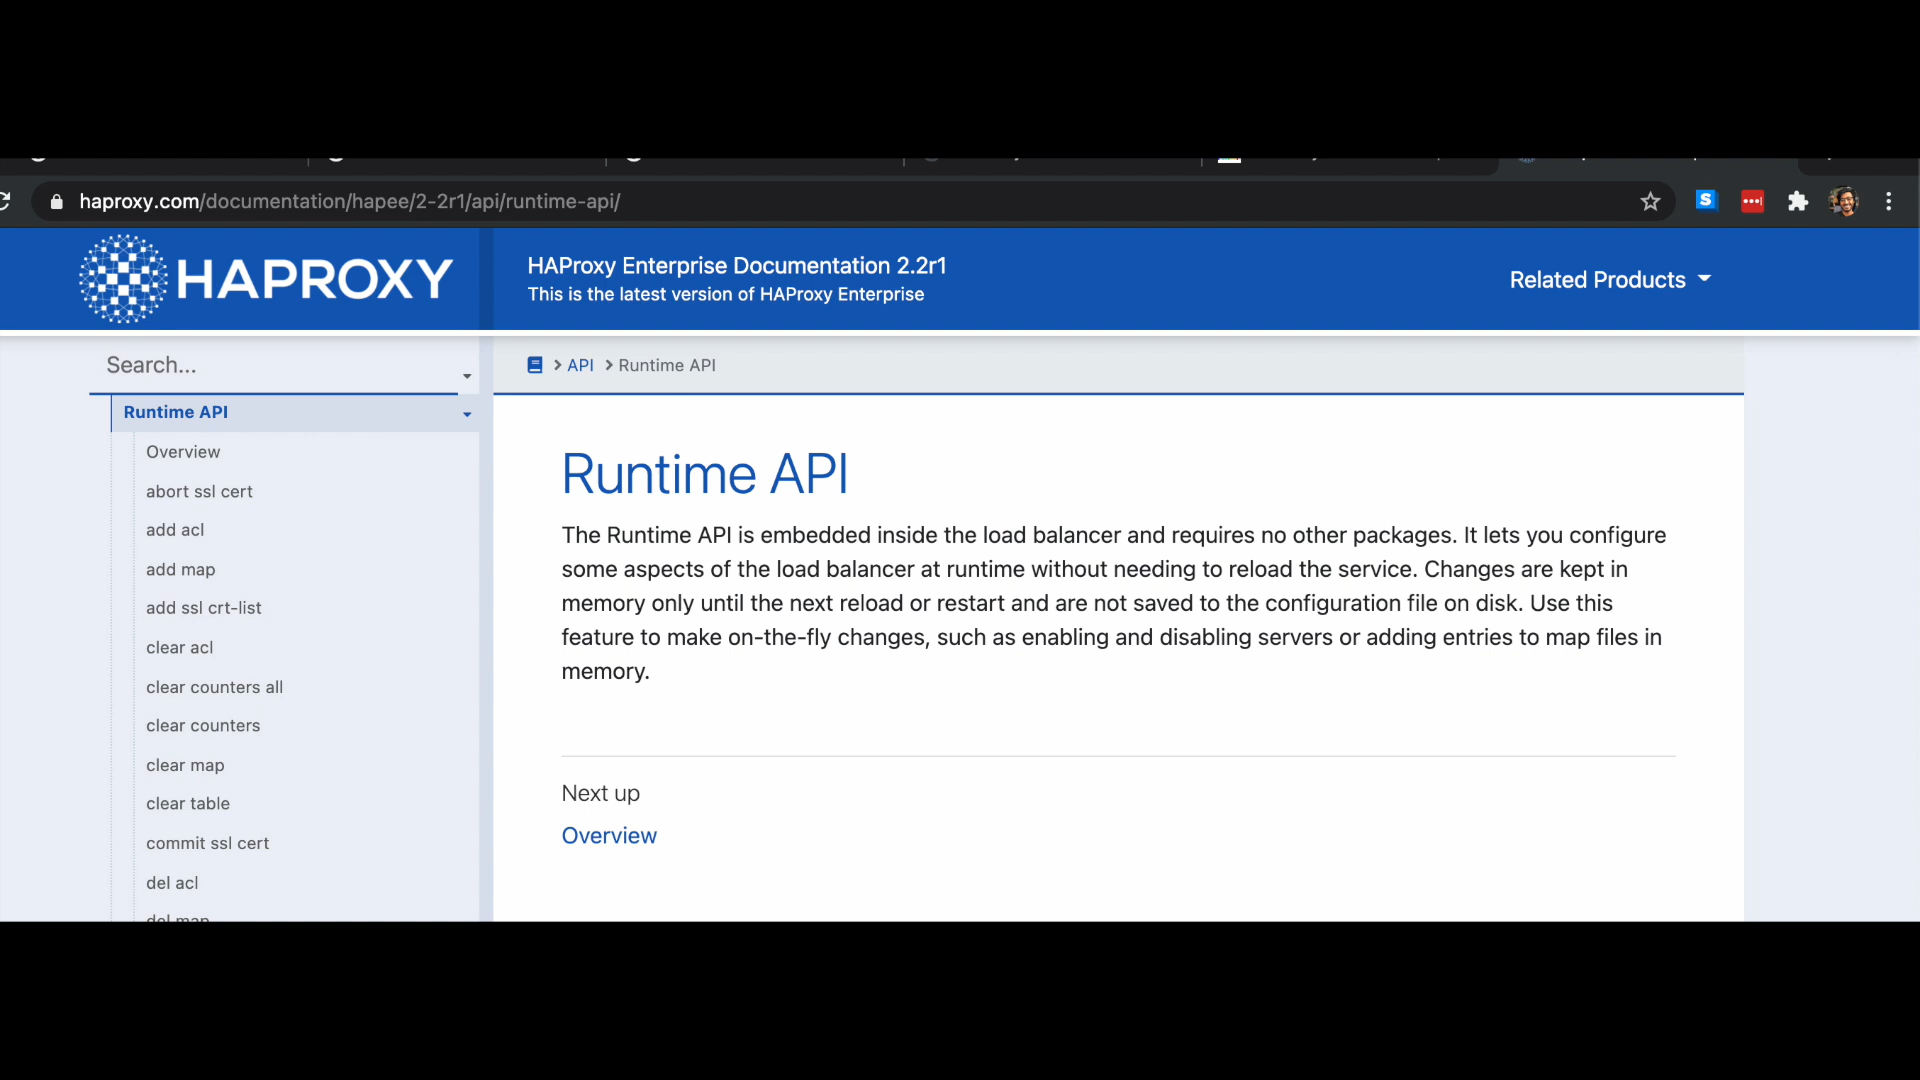 haproxy.com/documentation/hapee/2-2r1/api/runtime-api/
S
HAPROXY
HAProxy Enterprise Documentation 2.2r1
This is the latest version of HAProxy Enterprise
Related Products
Search...
> API > Runtime API
Runtime API
Overview
abort ssl cert
add acl
add map
add ssl crt-list
clear acl
clear counters all
clear counters
clear map
clear table
commit ssl cert
del acl
del map
Runtime API
The Runtime API is embedded inside the load balancer and requires no other packages. It lets you configure
some aspects of the load balancer at runtime without needing to reload the service. Changes are kept in
memory only until the next reload or restart and are not saved to the configuration file on disk. Use this
feature to make on-the-fly changes, such as enabling and disabling servers or adding entries to map files in
memory.
Next up
Overview